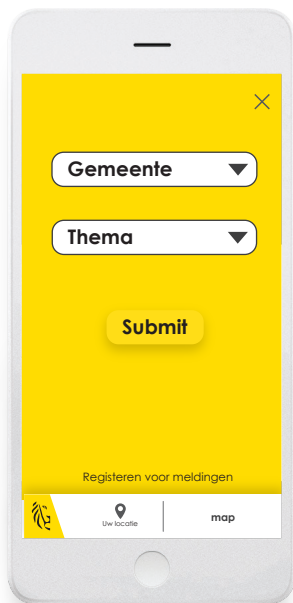 Gemeente
Thema
Submit
Registeren voor meldingen
Uw locatie
map